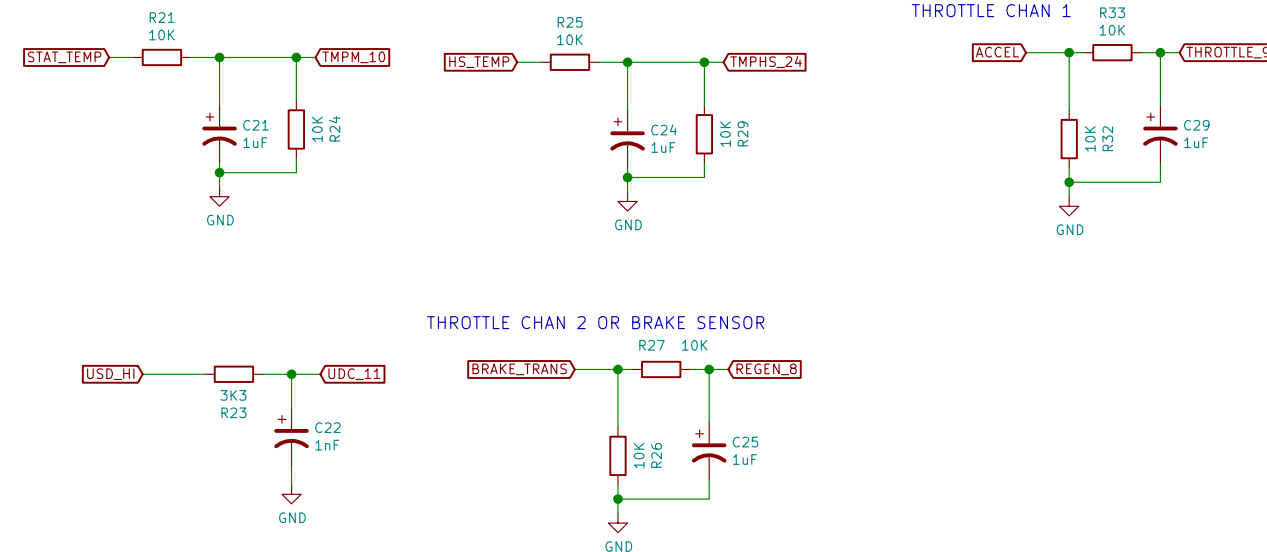 R21
10K
STAT_TEMP
TMPM_10
+
C21
1uF
10K
R24
GND
R25
10K
HS_TEMP
TMPHS_24
+
C24
1uF
10K
R29
GND
THROTTLE CHAN 1
R33
10K
ACCEL
THROTTLE_9
10K
R32
+
C29
1uF
GND
USD_HI
UDC_11
3K3
R23
+
C22
1nF
GND
THROTTLE CHAN 2 OR BRAKE SENSOR
R27 10K
BRAKE_TRANS
REGEN_8
10K
R26
+
C25
1uF
GND